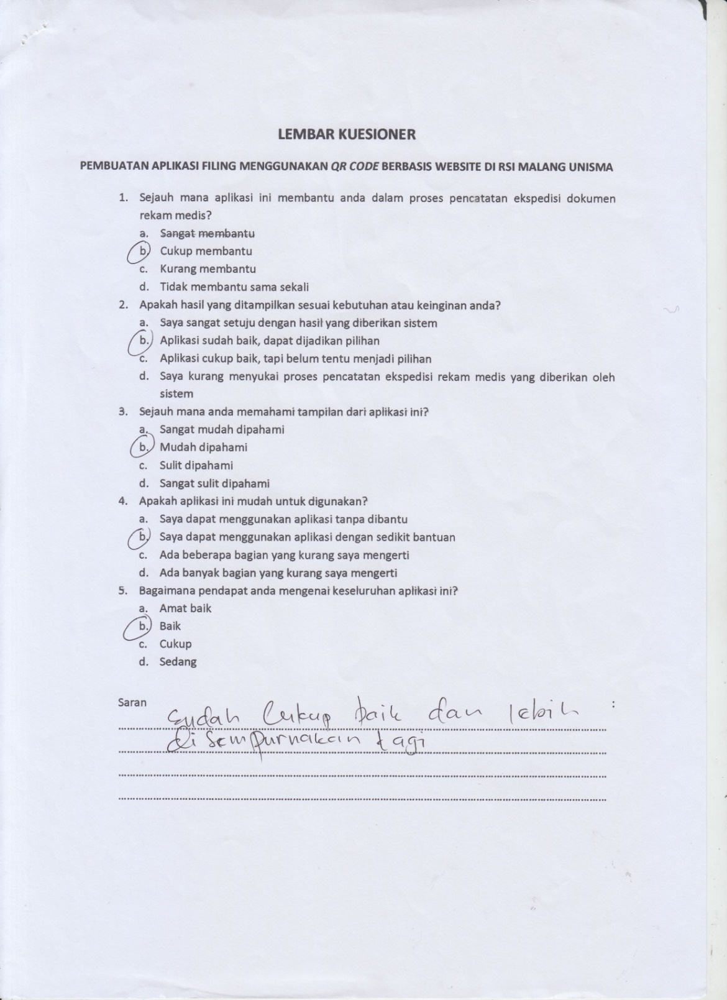 LEMBAR KUESIONER
PEMBUATAN APLIKASI FILING MENGGUNAKAN QR CODE BERBASIS WEBSITE DI RSI MALANG UNISMA
1. Sejauh mana aplikasi ini membantu anda dalam proses pencatatan ekspedisi dokumen
rekam medis?
a. Sangat membantu
b. Cukup membantu
c. Kurang membantu
d. Tidak membantu sama sekali
2. Apakah hasil yang ditampilkan sesuai kebutuhan atau keinginan anda?
a. Saya sangat setuju dengan hasil yang diberikan sistem
b. Aplikasi sudah baik, dapat dijadikan pilihan
c. Aplikasi cukup baik, tapi belum tentu menjadi pilihan
d. Saya kurang menyukai proses pencatatan ekspedisi rekam medis yang diberikan oleh
sistem
3. Sejauh mana anda memahami tampilan dari aplikasi ini?
a. Sangat mudah dipahami
b. Mudah dipahami
c. Sulit dipahami
d. Sangat sulit dipahami
4. Apakah aplikasi ini mudah untuk digunakan?
a. Saya dapat menggunakan aplikasi tanpa dibantu
b. Saya dapat menggunakan aplikasi dengan sedikit bantuan
c. Ada beberapa bagian yang kurang saya mengerti
d. Ada banyak bagian yang kurang saya mengerti
5. Bagaimana pendapat anda mengenai keseluruhan aplikasi ini?
a. Amat baik
b. Baik
c. Cukup
d. Sedang
Saran :
Sudah Cukup baik dan lebih
di sempurnakan lagi